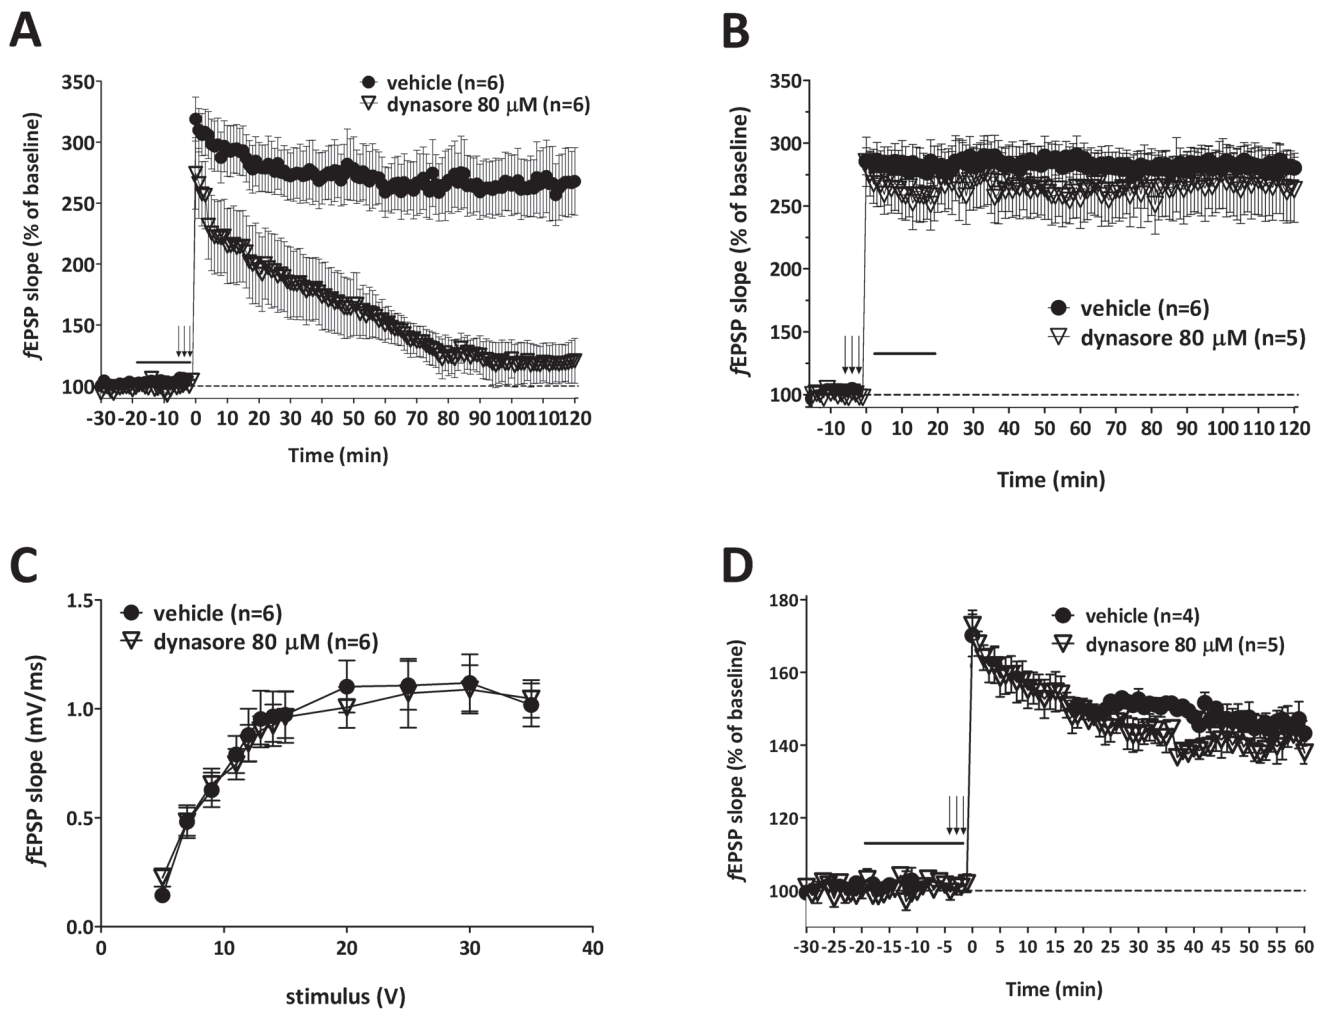 A
350
300
250
200
150
100
-30 -20 -10 0 10 20 30 40 50 60 70 80 90 100 110 120
fEPSP slope (% of baseline)
Time (min)
vehicle (n=6)
dynasore 80 µM (n=6)
B
350
300
250
200
150
100
-10 0 10 20 30 40 50 60 70 80 90 100 110 120
fEPSP slope (% of baseline)
Time (min)
vehicle (n=6)
dynasore 80 µM (n=5)
C
1.5
1.0
0.5
0.0
0 10 20 30 40
fEPSP slope (mV/ms)
stimulus (V)
vehicle (n=6)
dynasore 80 µM (n=6)
D
180
160
140
120
100
-30 -25 -20 -15 -10 -5 0 5 10 15 20 25 30 35 40 45 50 55 60
fEPSP slope (% of baseline)
Time (min)
vehicle (n=4)
dynasore 80 µM (n=5)